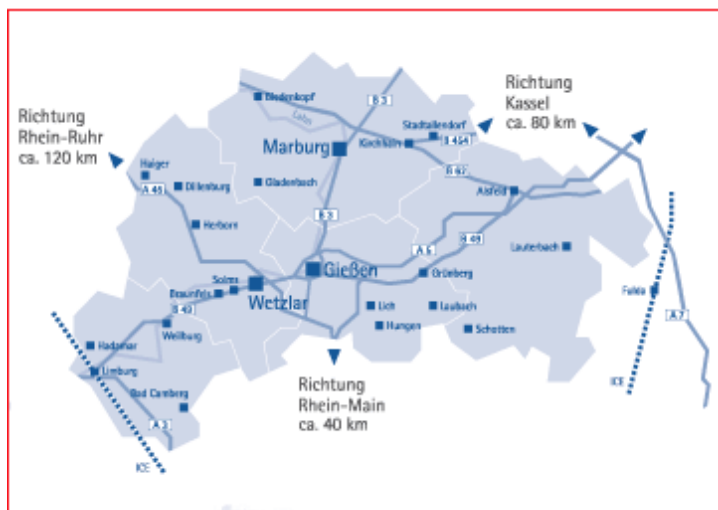 Richtung
Rhein-Ruhr
ca. 120 km
Richtung
Kassel
ca. 80 km
Biedenkopf
Lahn
B 3
Stadtallendorf
Marburg
Kirchhain
B 454
Haiger
A 45
Dillenburg
Gladenbach
B 62
Alsfeld
Herborn
B 3
A 5
B 49
Lauterbach
Gießen
Grünberg
Solms
Braunfels
Wetzlar
Fulda
B 49
Lich
Laubach
A 7
Weilburg
Hungen
Schotten
Hadamar
Limburg
Richtung
Rhein-Main
ca. 40 km
ICE
Bad Camberg
A 3
ICE